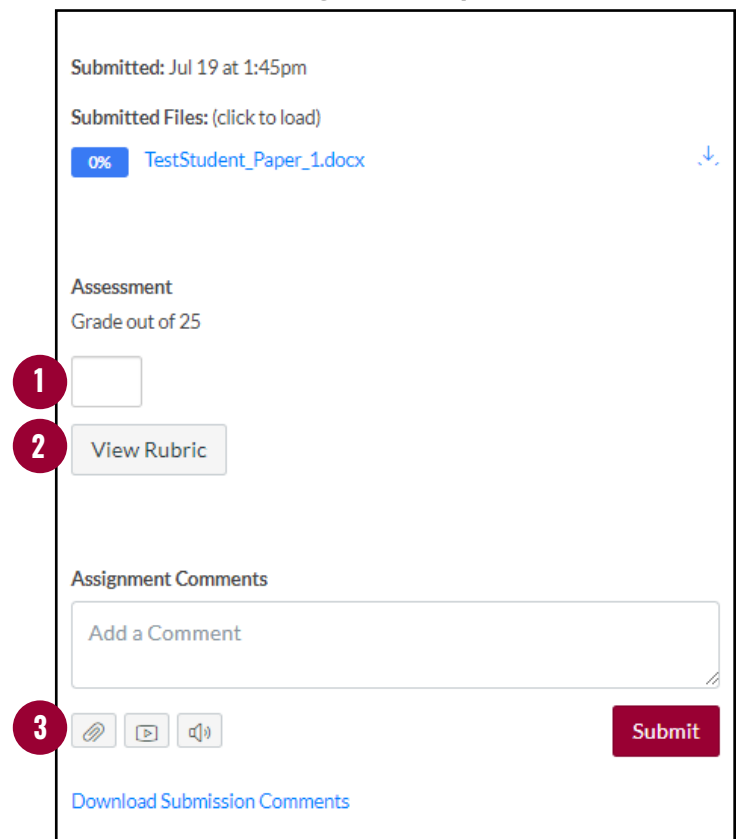 Submitted: Jul 19 at 1:45pm
Submitted Files: (click to load)
0% TestStudent_Paper_1.docx
Assessment
Grade out of 25
1
2 View Rubric
Assignment Comments
Add a Comment
3 Submit
Download Submission Comments